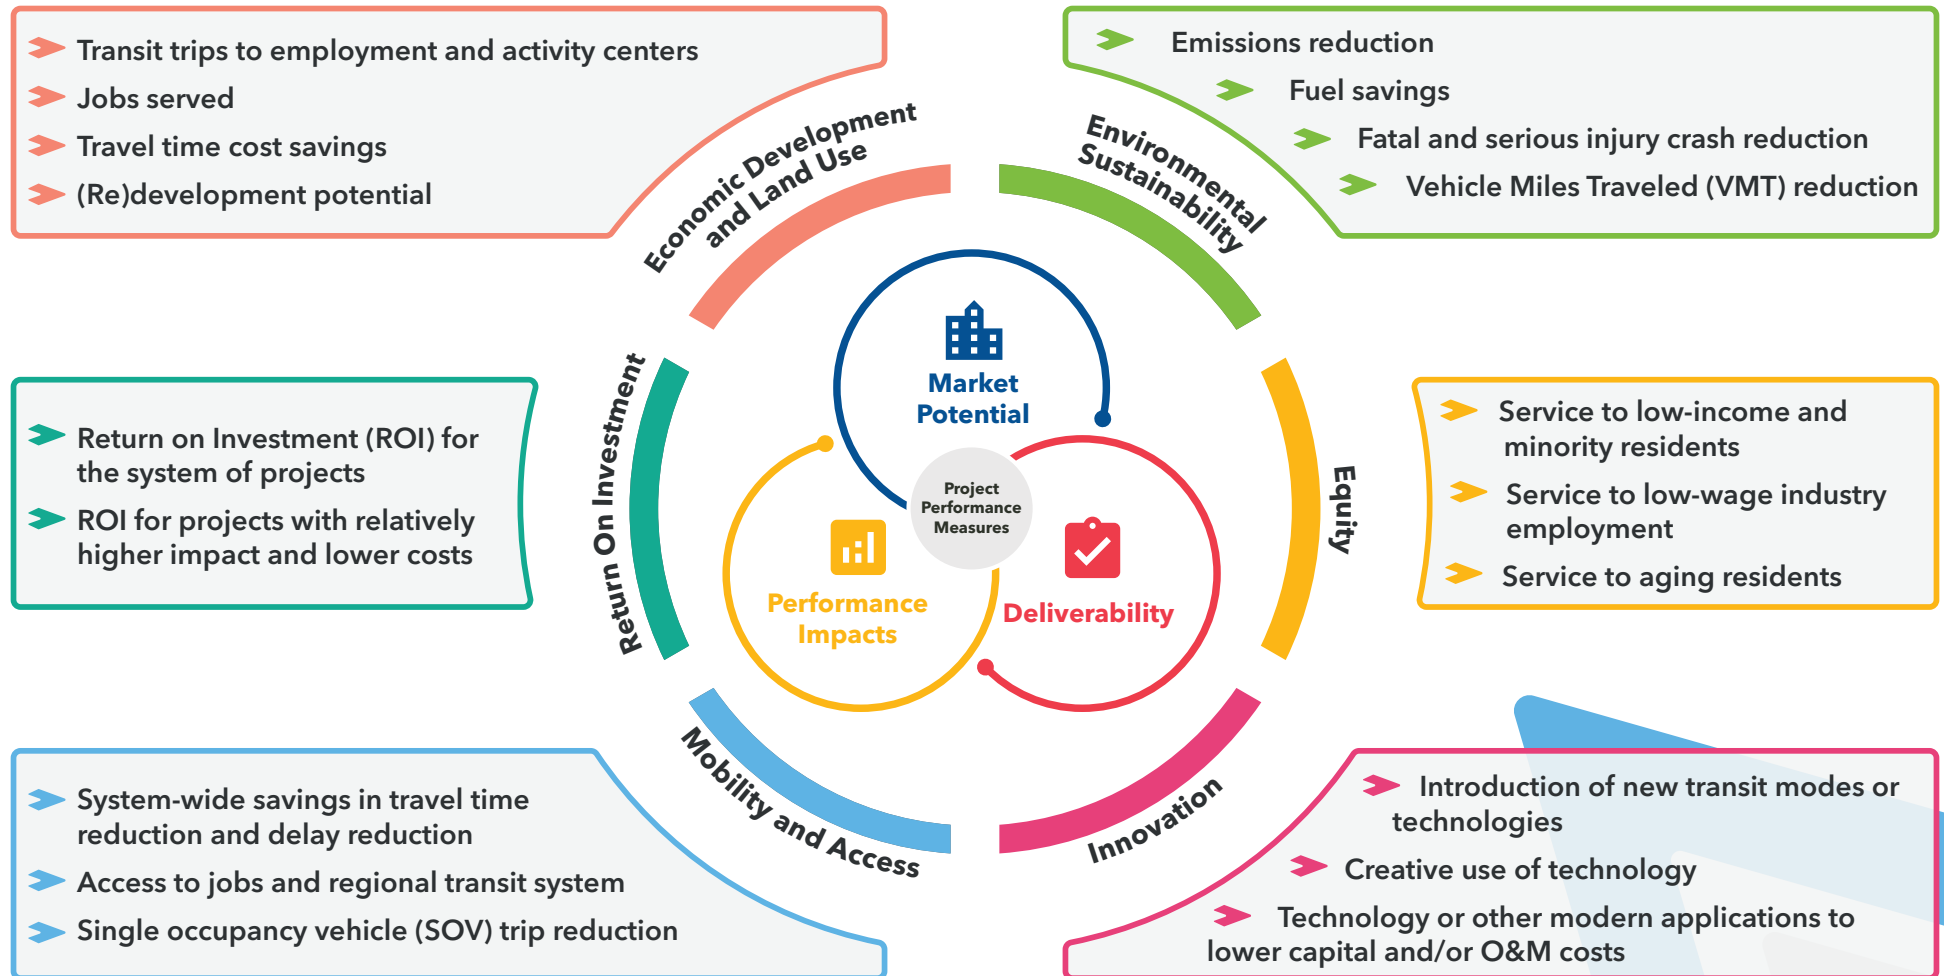 Transit trips to employment and activity centers
Jobs served
Travel time cost savings
(Re)development potential
Economic Development
and Land Use
Environmental
Sustainability
Emissions reduction
Fuel savings
Fatal and serious injury crash reduction
Vehicle Miles Traveled (VMT) reduction
Return on Investment (ROI) for
the system of projects
ROI for projects with relatively
higher impact and lower costs
Return On Investment
Market
Potential
Project
Performance
Measures
Performance
Impacts
Deliverability
Equity
Service to low-income and
minority residents
Service to low-wage industry
employment
Service to aging residents
System-wide savings in travel time
reduction and delay reduction
Access to jobs and regional transit system
Single occupancy vehicle (SOV) trip reduction
Mobility and Access
Innovation
Introduction of new transit modes or
technologies
Creative use of technology
Technology or other modern applications to
lower capital and/or O&M costs